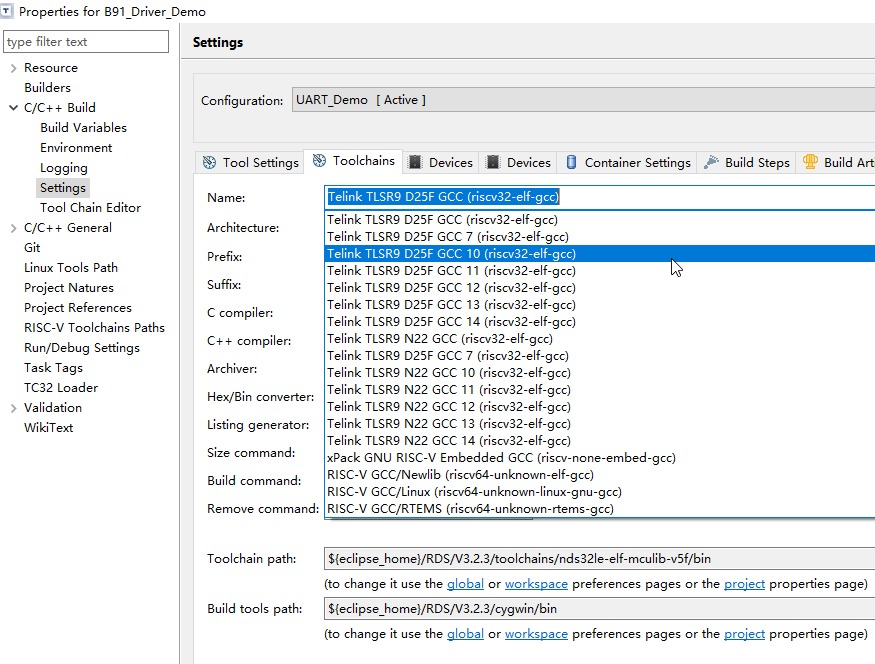 Properties for B91_Driver_Demo
type filter text
Resource
Builders
C/C++ Build
Build Variables
Environment
Logging
Settings
Tool Chain Editor
C/C++ General
Git
Linux Tools Path
Project Natures
Project References
RISC-V Toolchains Paths
Run/Debug Settings
Task Tags
TC32 Loader
Validation
WikiText
Settings
Configuration: UART_Demo [ Active ]
Tool Settings Toolchains Devices Devices Container Settings Build Steps Build Arti
Name: Telink TLSR9 D25F GCC (riscv32-elf-gcc)
Architecture:
Prefix:
Suffix:
C compiler:
C++ compiler:
Archiver:
Hex/Bin converter:
Listing generator:
Size command:
Build command:
Remove command:
Telink TLSR9 D25F GCC (riscv32-elf-gcc)
Telink TLSR9 D25F GCC 7 (riscv32-elf-gcc)
Telink TLSR9 D25F GCC 10 (riscv32-elf-gcc)
Telink TLSR9 D25F GCC 11 (riscv32-elf-gcc)
Telink TLSR9 D25F GCC 12 (riscv32-elf-gcc)
Telink TLSR9 D25F GCC 13 (riscv32-elf-gcc)
Telink TLSR9 D25F GCC 14 (riscv32-elf-gcc)
Telink TLSR9 N22 GCC (riscv32-elf-gcc)
Telink TLSR9 D25F GCC 7 (riscv32-elf-gcc)
Telink TLSR9 N22 GCC 10 (riscv32-elf-gcc)
Telink TLSR9 N22 GCC 11 (riscv32-elf-gcc)
Telink TLSR9 N22 GCC 12 (riscv32-elf-gcc)
Telink TLSR9 N22 GCC 13 (riscv32-elf-gcc)
Telink TLSR9 N22 GCC 14 (riscv32-elf-gcc)
xPack GNU RISC-V Embedded GCC (riscv-none-embed-gcc)
RISC-V GCC/Newlib (riscv64-unknown-elf-gcc)
RISC-V GCC/Linux (riscv64-unknown-linux-gnu-gcc)
RISC-V GCC/RTEMS (riscv64-unknown-rtems-gcc)
Toolchain path: ${eclipse_home}/RDS/V3.2.3/toolchains/nds32le-elf-mculib-v5f/bin
(to change it use the global or workspace preferences pages or the project properties page)
Build tools path: ${eclipse_home}/RDS/V3.2.3/cygwin/bin
(to change it use the global or workspace preferences pages or the project properties page)